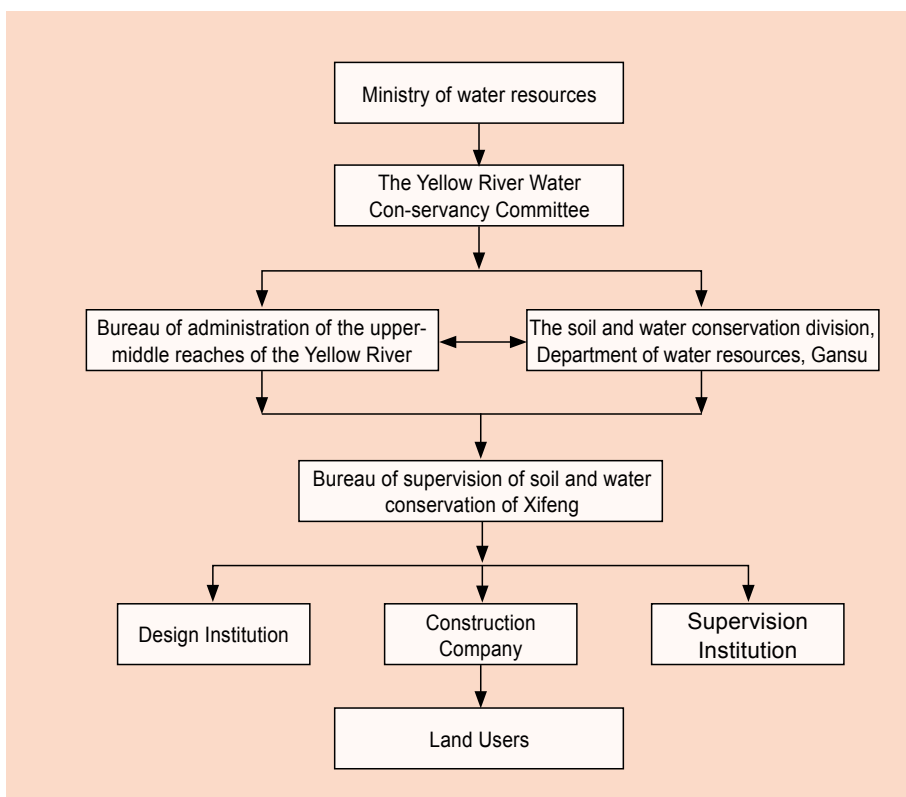 Ministry of water resources
The Yellow River Water
Con-servancy Committee
Bureau of administration of the upper-
middle reaches of the Yellow River
The soil and water conservation division,
Department of water resources, Gansu
Bureau of supervision of soil and water
conservation of Xifeng
Design Institution
Construction
Company
Supervision
Institution
Land Users